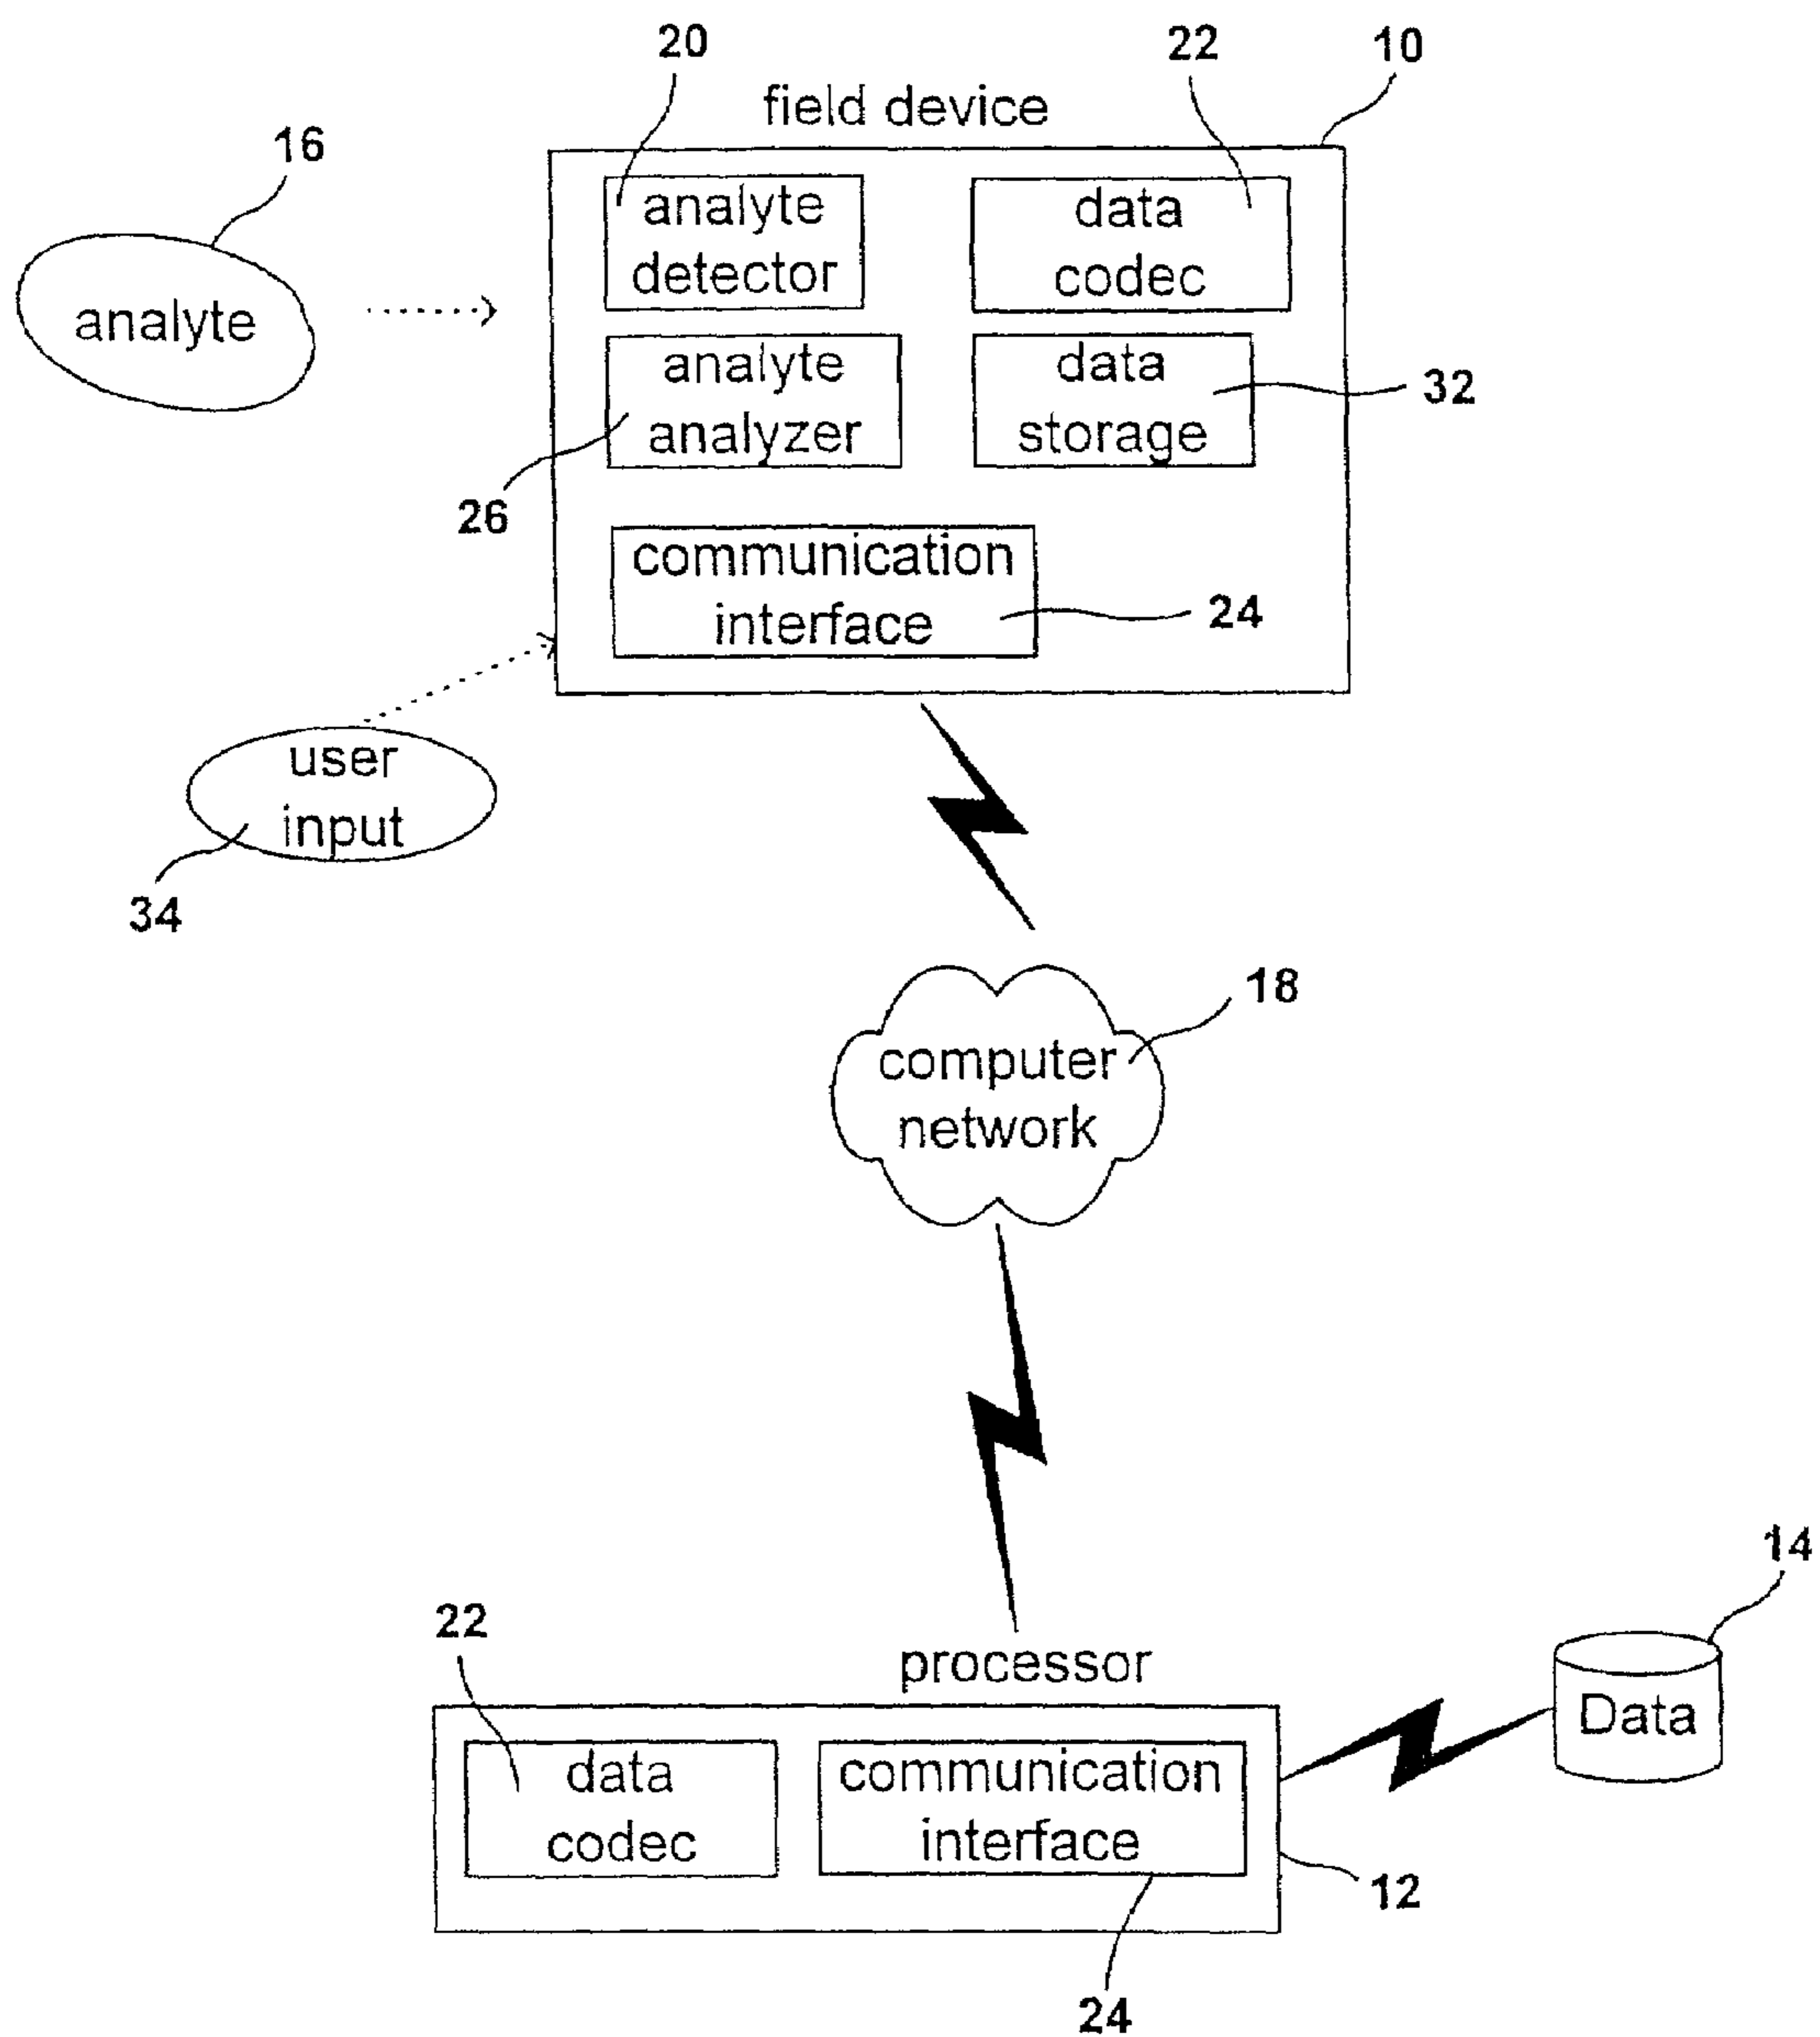 20
22
10
field device
16
analyte
detector
data
codec
analyte
analyte
analyzer
data
storage
32
26
communication
interface
24
user
input
34
18
computer
network
14
22
processor
Data
data
codec
communication
interface
12
24